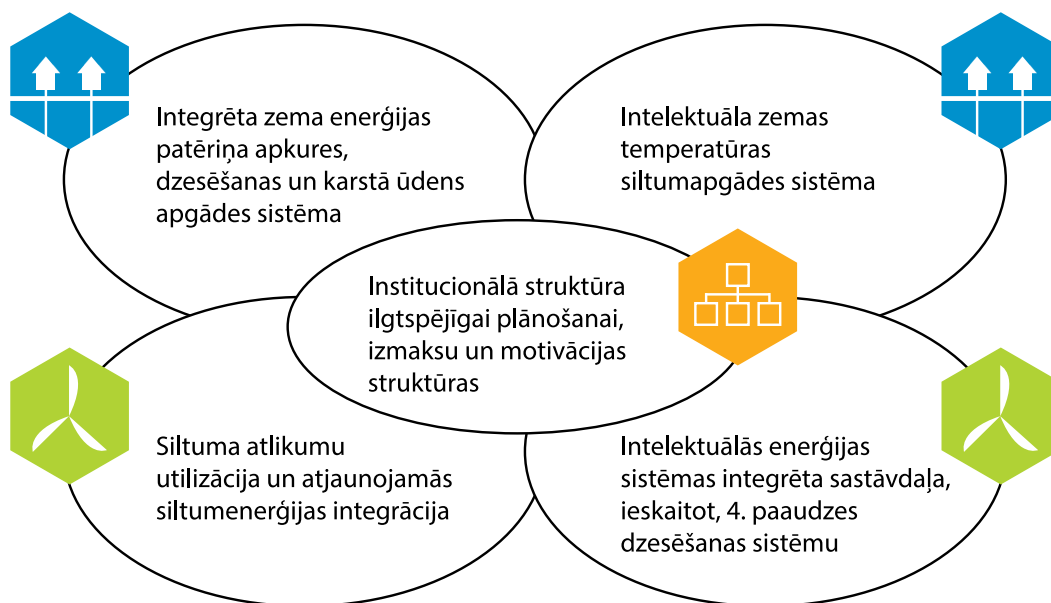 Integrēta zema enerģijas
patēriņa apkures,
dzesēšanas un karstā ūdens
apgādes sistēma
Intelektuāla zemas
temperatūras
siltumapgādes sistēma
Institucionālā struktūra
ilgtspējīgai plānošanai,
izmaksu un motivācijas
struktūras
Siltuma atlikumu
utilizācija un atjaunojamās
siltumenerģijas integrācija
Intelektuālās enerģijas
sistēmas integrēta sastāvdaļa,
ieskaitot, 4. paaudzes
dzesēšanas sistēmu